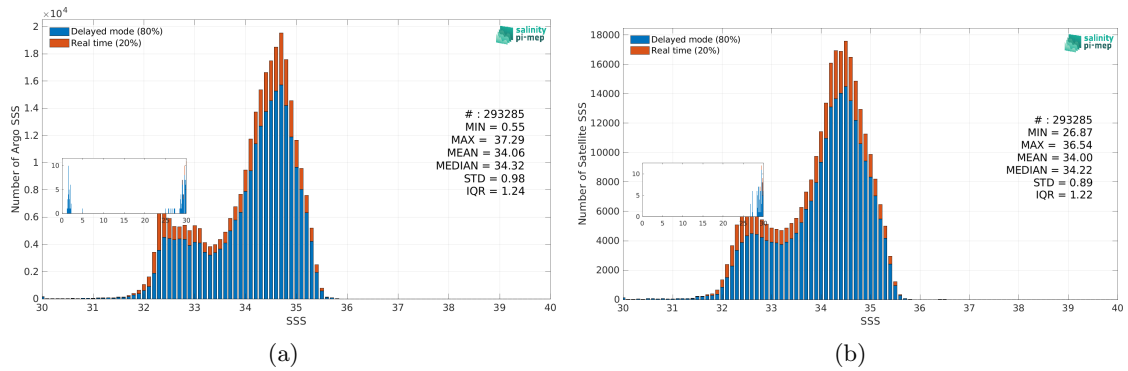 ×10⁴
2
1.8
1.6
1.4
1.2
1
0.8
0.6
0.4
0.2
0
Number of Argo SSS
Delayed mode (80%)
Real time (20%)
salinity
pi-mep
# : 293285
MIN = 0.55
MAX = 37.29
MEAN = 34.06
MEDIAN = 34.32
STD = 0.98
IQR = 1.24
10
5
0
0 5 10 15 20 25 30
30 31 32 33 34 35 36 37 38 39 40
SSS
(a)
18000
16000
14000
12000
10000
8000
6000
4000
2000
0
Number of Satellite SSS
Delayed mode (80%)
Real time (20%)
salinity
pi-mep
# : 293285
MIN = 26.87
MAX = 36.54
MEAN = 34.00
MEDIAN = 34.22
STD = 0.89
IQR = 1.22
10
5
0
0 5 10 15 20 25 30
30 31 32 33 34 35 36 37 38 39 40
SSS
(b)